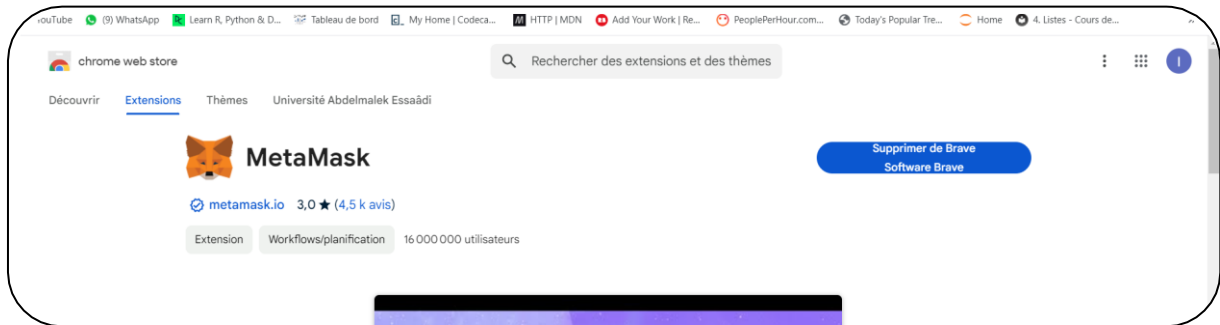 ouTube (9) WhatsApp Learn R, Python & D... Tableau de bord My Home | Codeca... HTTP | MDN Add Your Work | Re... PeoplePerHour.com... Today's Popular Tre... Home 4. Listes - Cours de...
chrome web store Rechercher des extensions et des thèmes I
Découvrir Extensions Thèmes Université Abdelmalek Essaâdi
MetaMask
Supprimer de Brave
Software Brave
metamask.io 3,0 ★ (4,5 k avis)
Extension Workflows/planification 16 000 000 utilisateurs